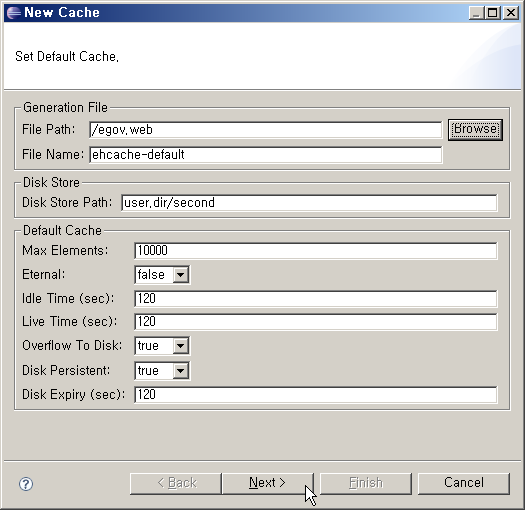 New Cache
Set Default Cache.
Generation File
File Path: /egov.web Browse
File Name: ehcache-default
Disk Store
Disk Store Path: user.dir/second
Default Cache
Max Elements: 10000
Eternal: false
Idle Time (sec): 120
Live Time (sec): 120
Overflow To Disk: true
Disk Persistent: true
Disk Expiry (sec): 120
? < Back Next > Finish Cancel